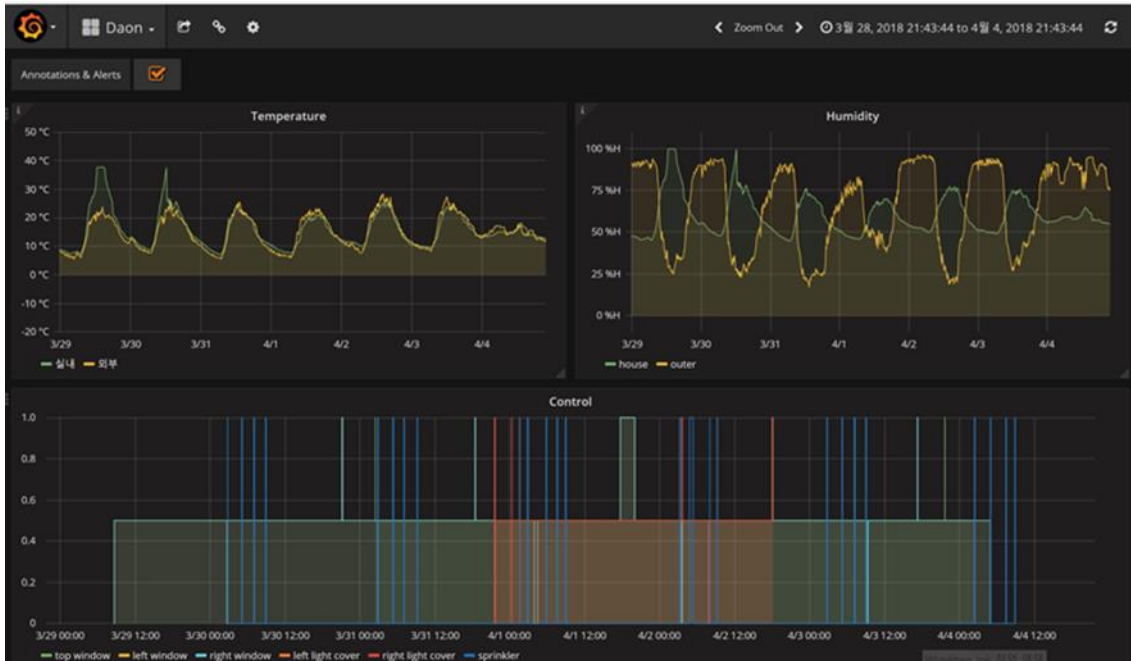 Daon
Zoom Out
3월 28, 2018 21:43:44 to 4월 4, 2018 21:43:44
Annotations & Alerts
Temperature
50 °C
40 °C
30 °C
20 °C
10 °C
0 °C
-10 °C
-20 °C
3/29 3/30 3/31 4/1 4/2 4/3 4/4
실내 외부
Humidity
100 %H
75 %H
50 %H
25 %H
0 %H
3/29 3/30 3/31 4/1 4/2 4/3 4/4
house outer
Control
1.0
0.8
0.6
0.4
0.2
0
3/29 00:00 3/29 12:00 3/30 00:00 3/30 12:00 3/31 00:00 3/31 12:00 4/1 00:00 4/1 12:00 4/2 00:00 4/2 12:00 4/3 00:00 4/3 12:00 4/4 00:00 4/4 12:00
top window left window right window left light cover right light cover sprinkler